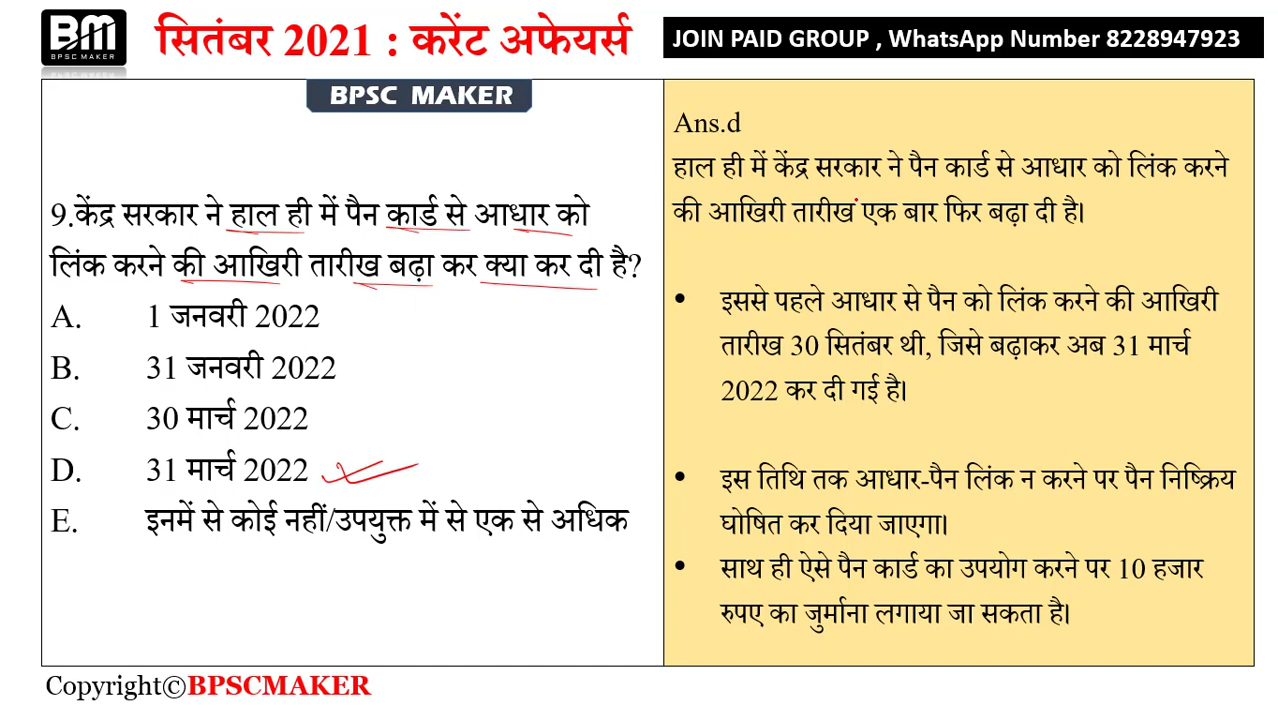 BM
BPSC MAKER
सितंबर 2021 : करेंट अफेयर्स
JOIN PAID GROUP , WhatsApp Number 8228947923
BPSC MAKER
9.केंद्र सरकार ने हाल ही में पैन कार्ड से आधार को
लिंक करने की आखिरी तारीख बढ़ा कर क्या कर दी है?
A. 1 जनवरी 2022
B. 31 जनवरी 2022
C. 30 मार्च 2022
D. 31 मार्च 2022
E. इनमें से कोई नहीं/उपयुक्त में से एक से अधिक
Ans.d
हाल ही में केंद्र सरकार ने पैन कार्ड से आधार को लिंक करने
की आखिरी तारीख एक बार फिर बढ़ा दी है।
• इससे पहले आधार से पैन को लिंक करने की आखिरी
तारीख 30 सितंबर थी, जिसे बढ़ाकर अब 31 मार्च
2022 कर दी गई है।
• इस तिथि तक आधार-पैन लिंक न करने पर पैन निष्क्रिय
घोषित कर दिया जाएगा।
• साथ ही ऐसे पैन कार्ड का उपयोग करने पर 10 हजार
रुपए का जुर्माना लगाया जा सकता है।
Copyright©BPSCMAKER